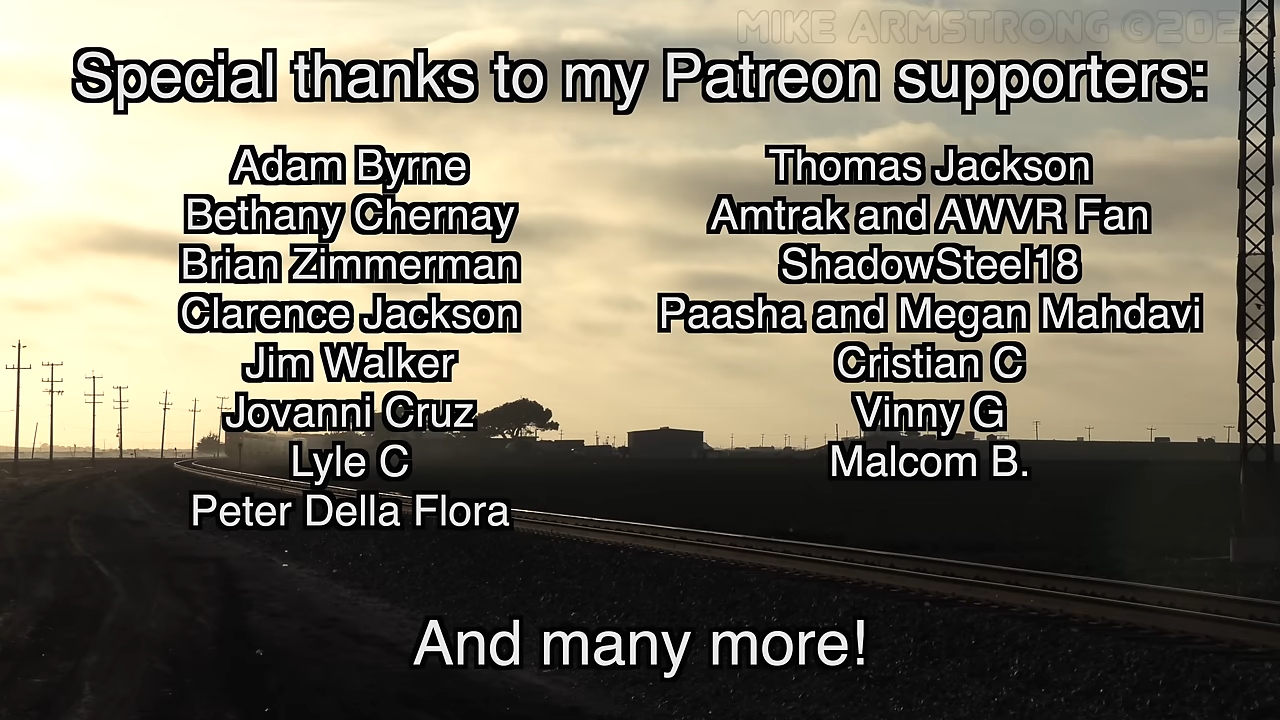 MIKE ARMSTRONG ©202
Special thanks to my Patreon supporters:
Adam Byrne
Bethany Chernay
Brian Zimmerman
Clarence Jackson
Jim Walker
Jovanni Cruz
Lyle C
Peter Della Flora
Thomas Jackson
Amtrak and AWVR Fan
ShadowSteel18
Paasha and Megan Mahdavi
Cristian C
Vinny G
Malcom B.
And many more!